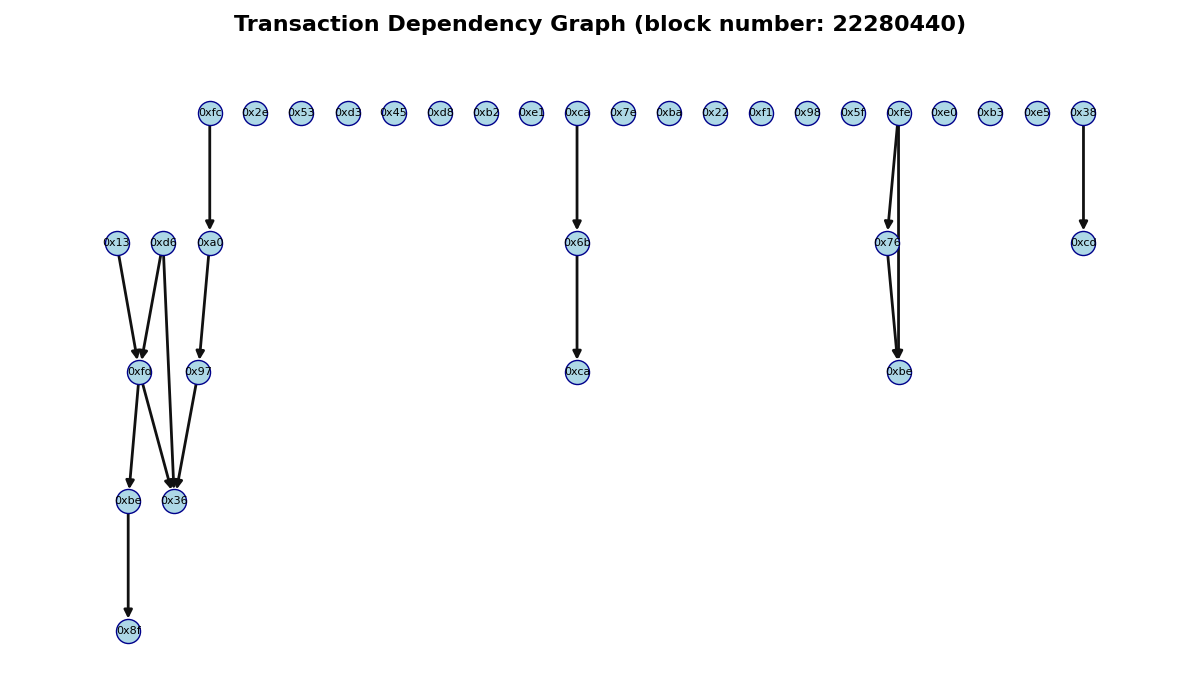 Transaction Dependency Graph (block number: 22280440)
0xfc 0x2e 0x53 0xd3 0x45 0xd8 0xb2 0xe1 0xca 0x7e 0xba 0x22 0xf1 0x98 0x5f 0xfe 0xe0 0xb3 0xe5 0x38
0x13 0xd6 0xa0 0x6b 0x76 0xcd
0xfd 0x97 0xca 0xbe
0xbe 0x36
0x8f